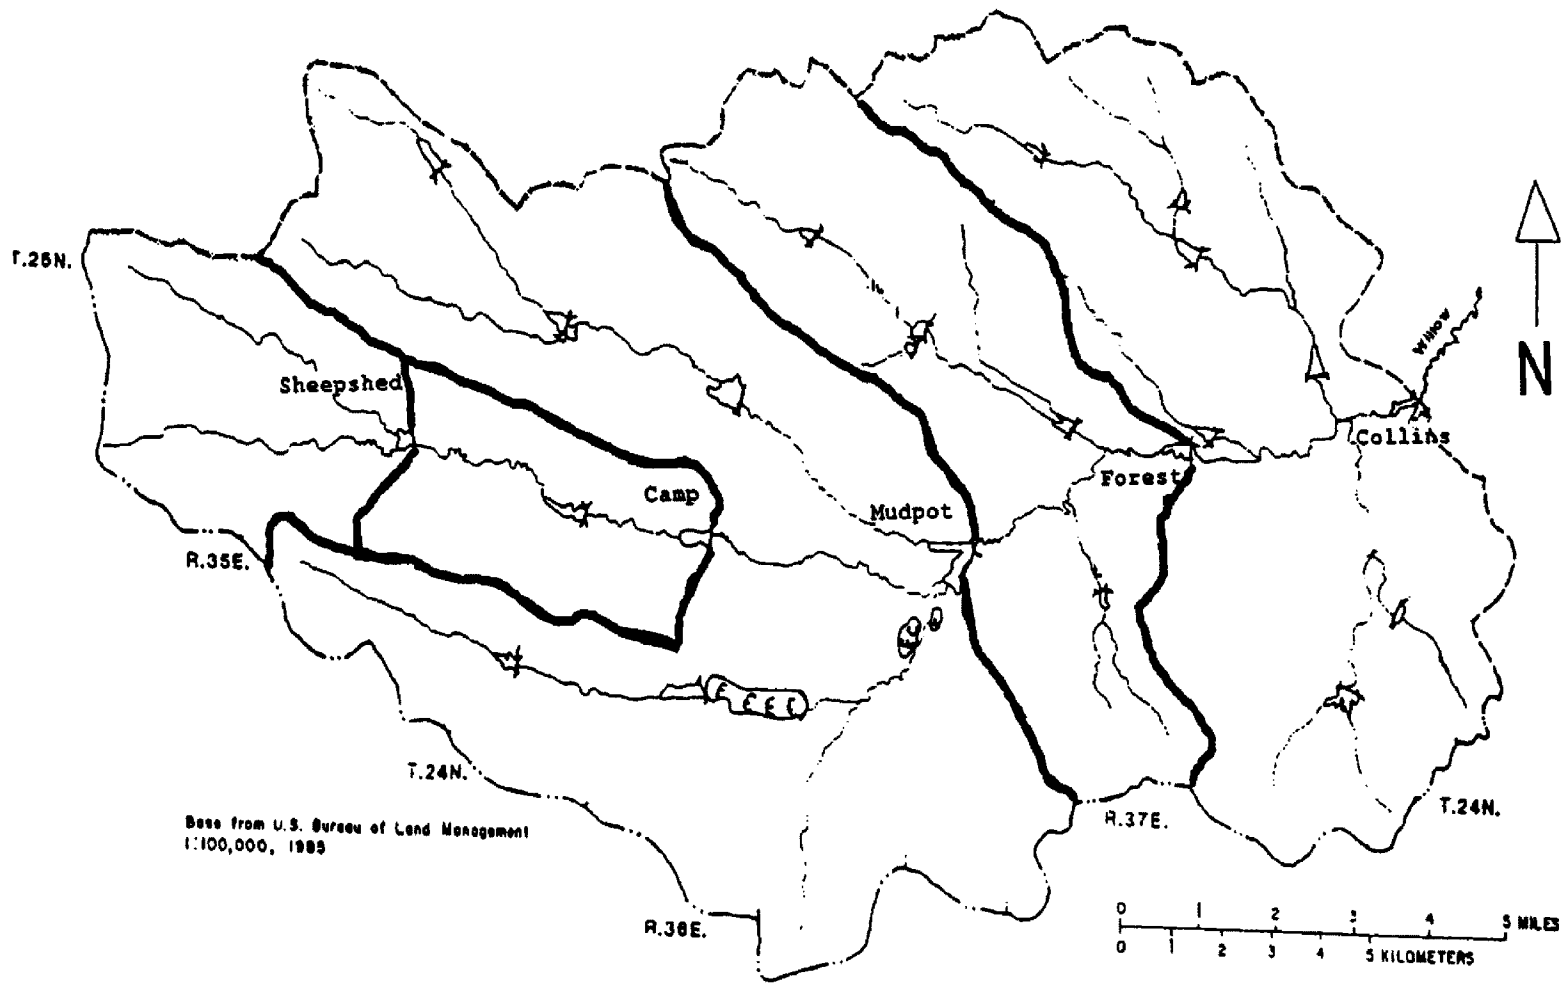 T.25N.
Willow
N
Sheepshed
Collins
Camp
Forest
Mudpot
R.35E.
T.24N.
T.24N.
R.37E.
Base from U.S. Bureau of Land Management
1:100,000, 1985
R.36E.
0 1 2 3 4 5 MILES
0 1 2 3 4 5 KILOMETERS
E E
E E E E